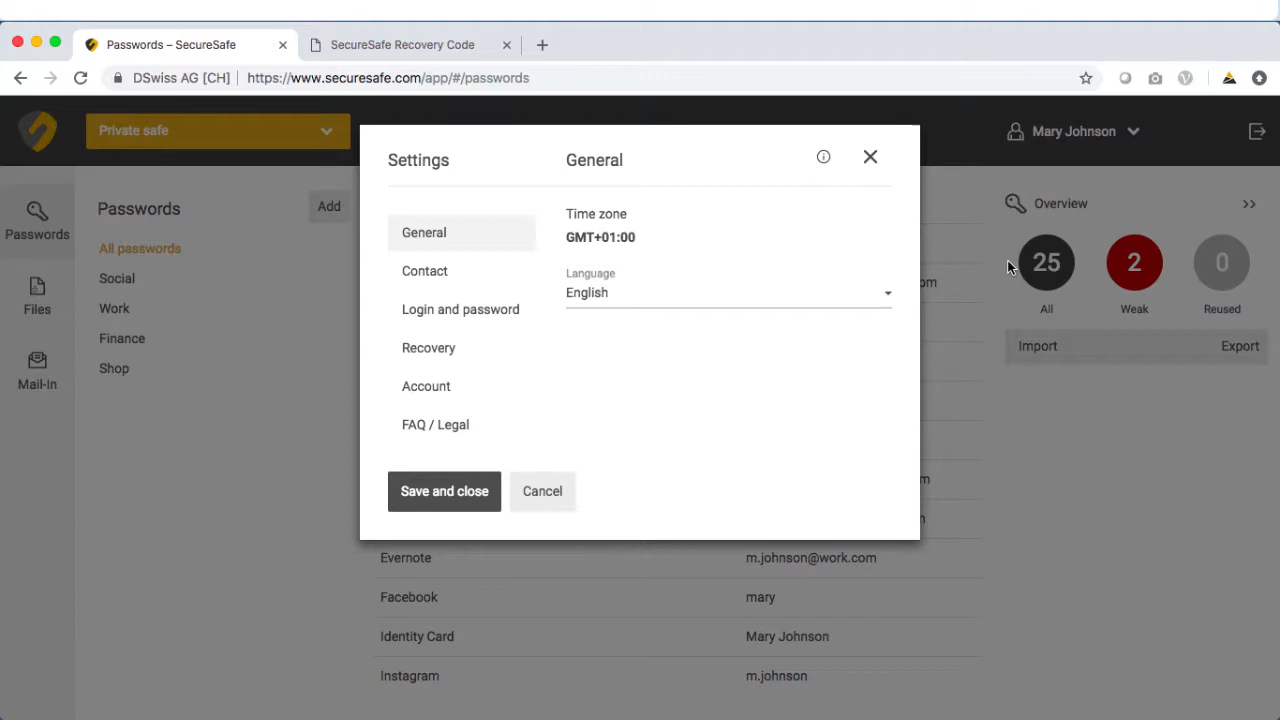 Passwords – SecureSafe
SecureSafe Recovery Code
DSwiss AG [CH]
https://www.securesafe.com/app/#/passwords
Private safe
Mary Johnson
Passwords
Files
Mail-In
Passwords
Add
All passwords
Social
Work
Finance
Shop
Settings
General
General
Contact
Login and password
Recovery
Account
FAQ / Legal
Time zone
GMT+01:00
Language
English
Save and close
Cancel
om
m
n
Evernote
m.johnson@work.com
Facebook
mary
Identity Card
Mary Johnson
Instagram
m.johnson
Overview
25
2
0
All
Weak
Reused
Import
Export